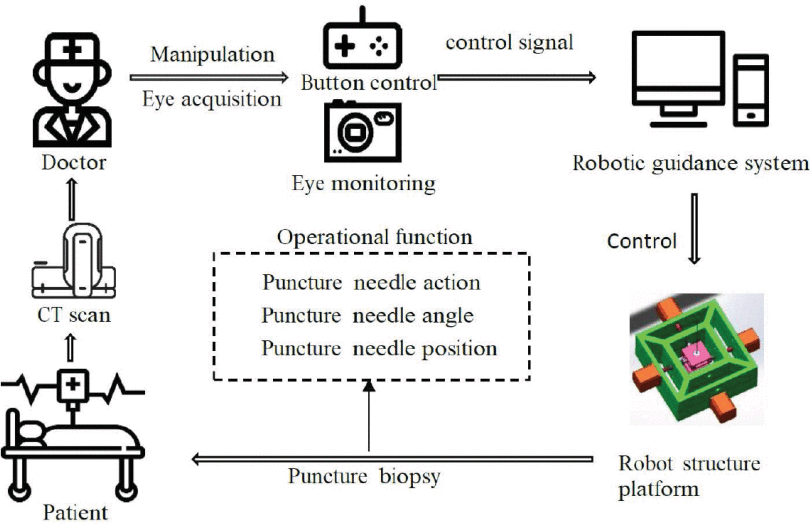 Manipulation
Eye acquisition
Button control
Eye monitoring
control signal
Doctor
Robotic guidance system
Operational function
Puncture needle action
Puncture needle angle
Puncture needle position
Control
CT scan
Puncture biopsy
Robot structure
platform
Patient